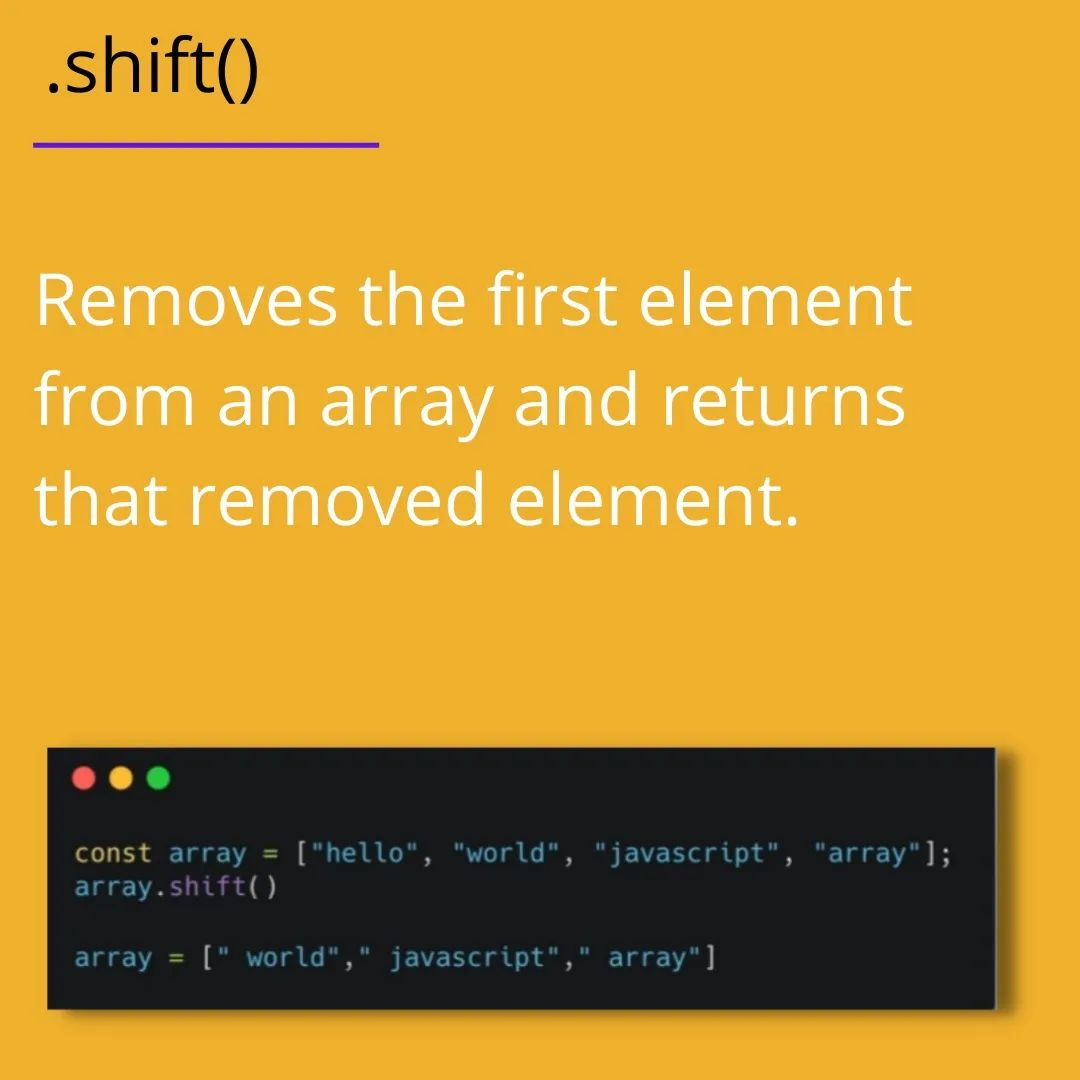 .shift()
Removes the first element
from an array and returns
that removed element.
const array = ["hello", "world", "javascript", "array"];
array.shift()
array = [" world"," javascript"," array"]